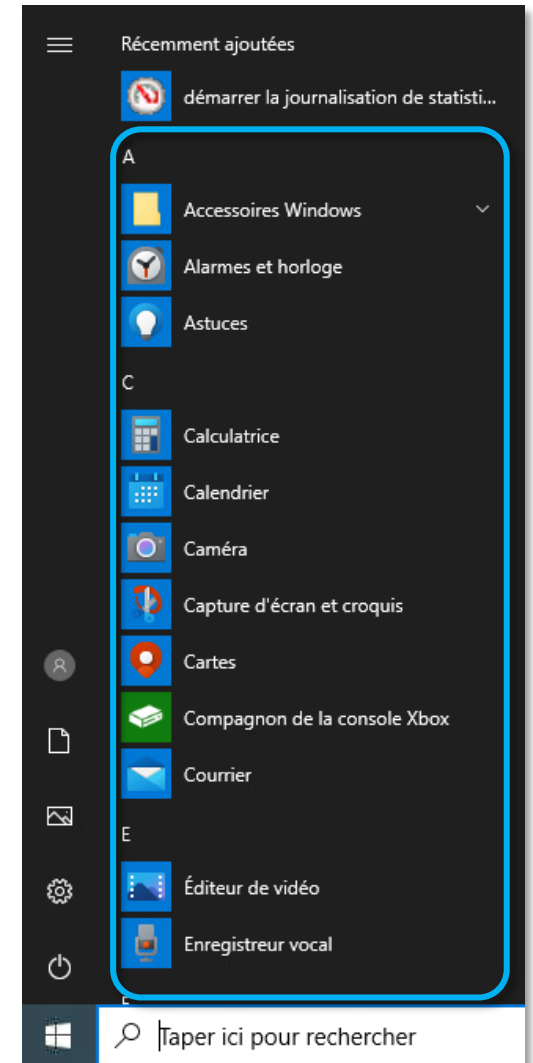 Récemment ajoutées
démarrer la journalisation de statisti...
A
Accessoires Windows
Alarmes et horloge
Astuces
C
Calculatrice
Calendrier
Caméra
Capture d'écran et croquis
Cartes
Compagnon de la console Xbox
Courrier
E
Éditeur de vidéo
Enregistreur vocal
Taper ici pour rechercher